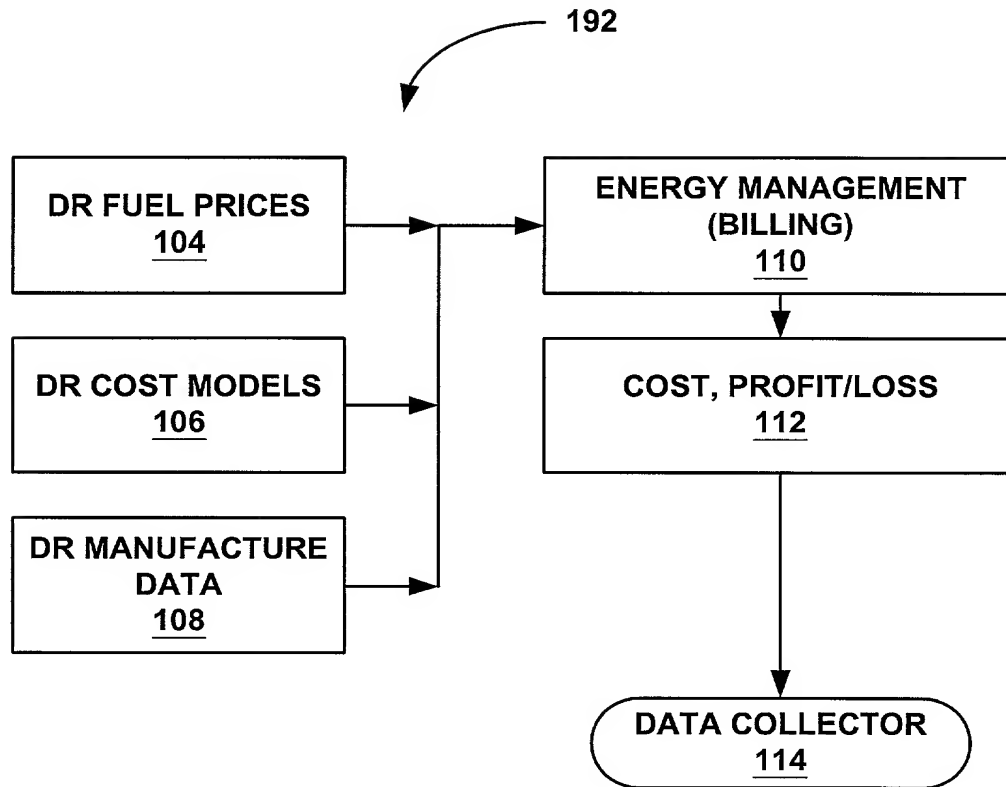 192
DR FUEL PRICES
104
DR COST MODELS
106
DR MANUFACTURE
DATA
108
ENERGY MANAGEMENT
(BILLING)
110
COST, PROFIT/LOSS
112
DATA COLLECTOR
114